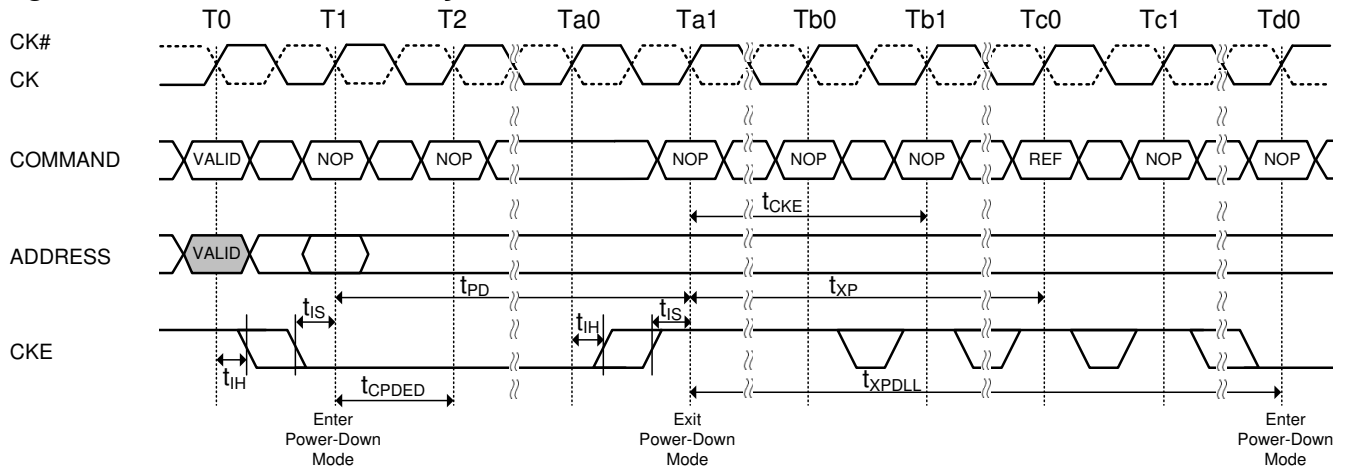 T0 T1 T2 Ta0 Ta1 Tb0 Tb1 Tc0 Tc1 Td0
CK#
CK
COMMAND VALID NOP NOP NOP NOP NOP REF NOP NOP
tCKE
ADDRESS VALID
tPD tXP
tIS tIH tIS
CKE
tIH tCPDED tXPDLL
Enter Power-Down Mode
Exit Power-Down Mode
Enter Power-Down Mode